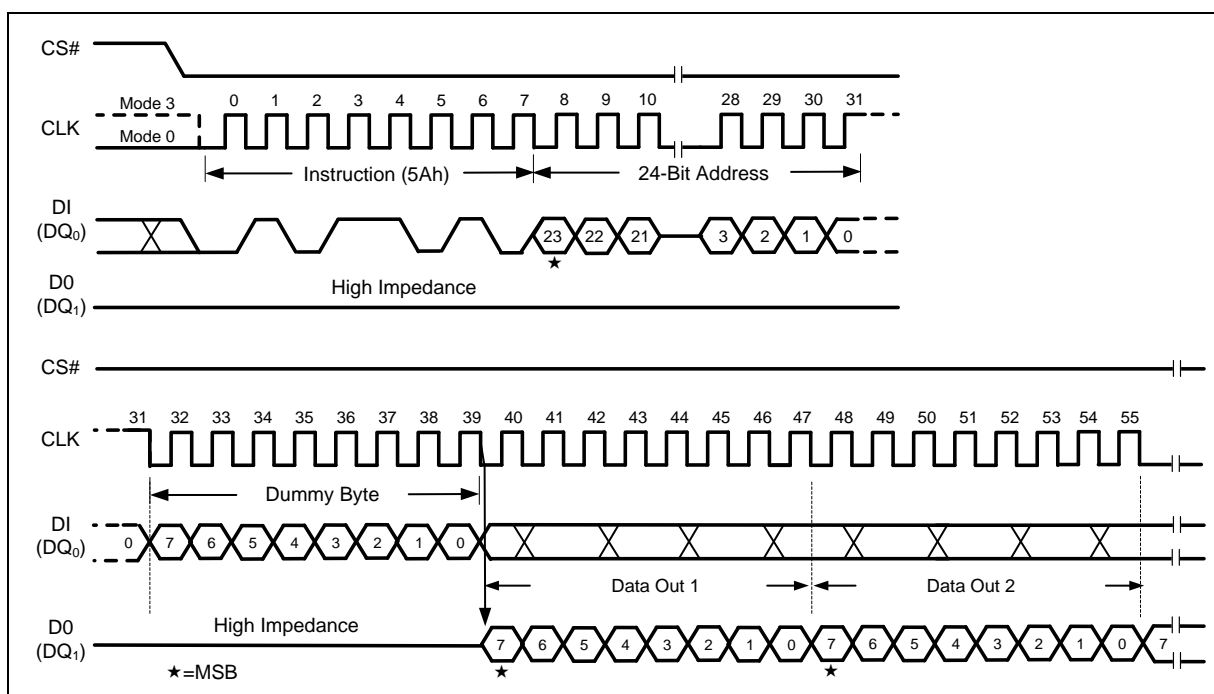 CS#
Mode 3
0 1 2 3 4 5 6 7 8 9 10 28 29 30 31
CLK
Mode 0
Instruction (5Ah) 24-Bit Address
DI
(DQ0)
23 22 21 3 2 1 0
★
D0
(DQ1)
High Impedance
CS#
31 32 33 34 35 36 37 38 39 40 41 42 43 44 45 46 47 48 49 50 51 52 53 54 55
CLK
Dummy Byte
DI
(DQ0)
0 7 6 5 4 3 2 1 0
Data Out 1 Data Out 2
D0
(DQ1)
High Impedance
7 6 5 4 3 2 1 0 7 6 5 4 3 2 1 0 7
★=MSB ★ ★